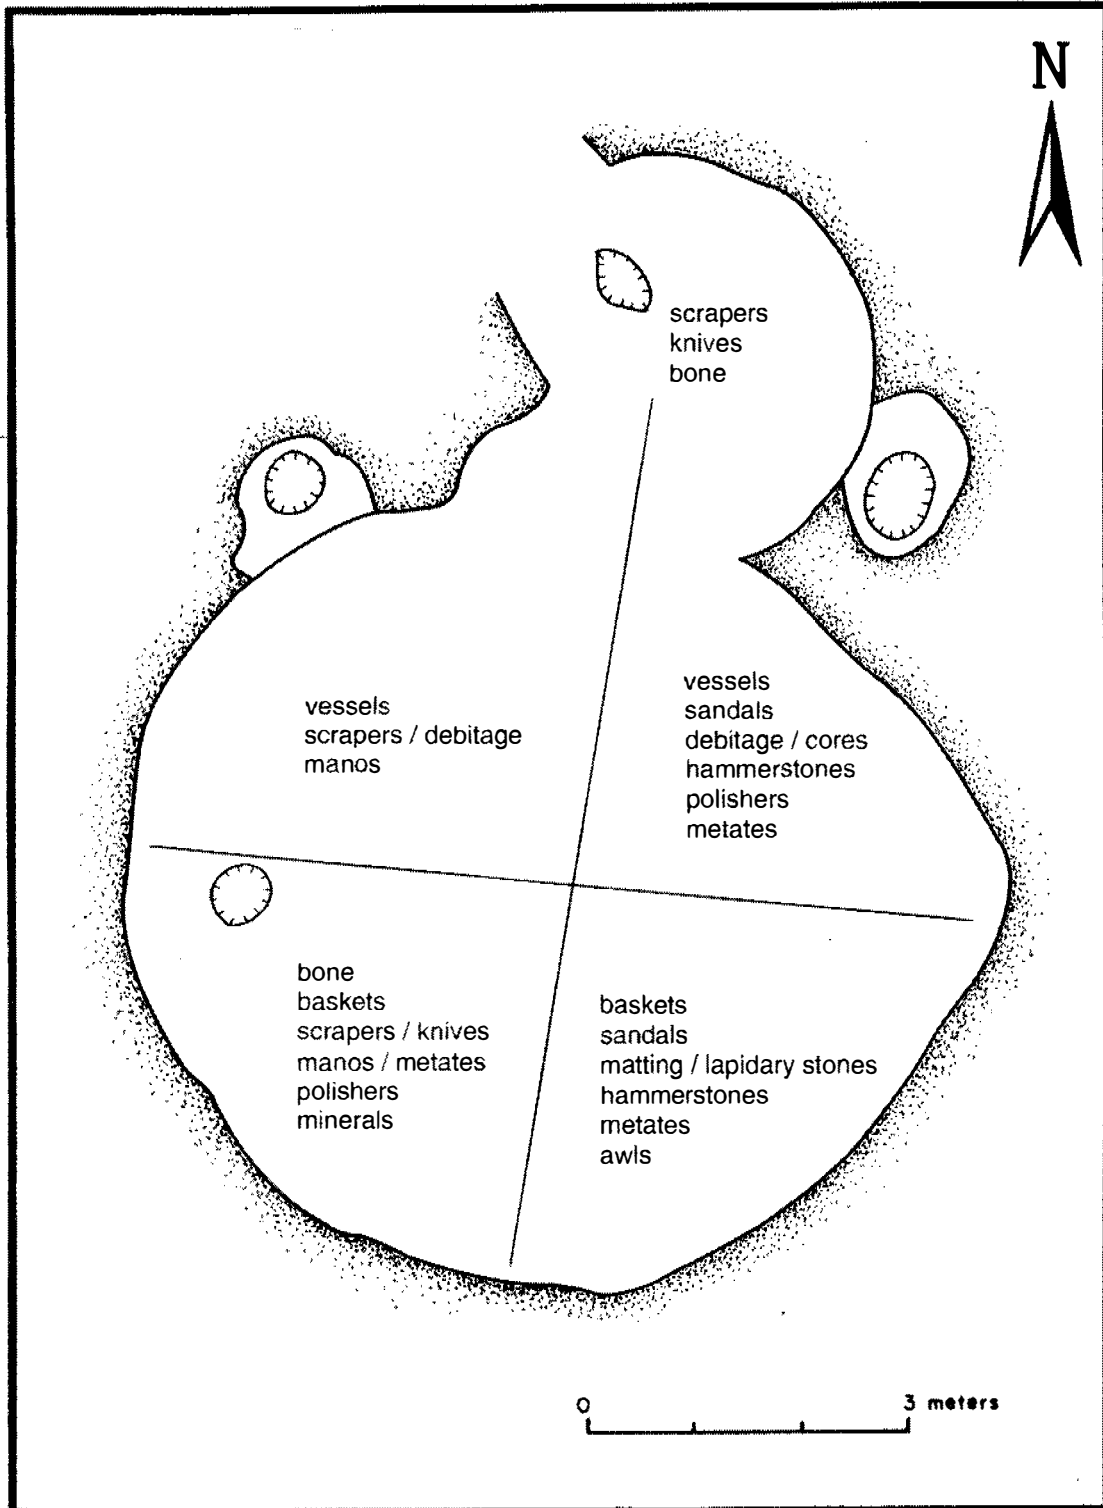 N
scrapers
knives
bone
vessels
scrapers / debitage
manos
vessels
sandals
debitage / cores
hammerstones
polishers
metates
bone
baskets
scrapers / knives
manos / metates
polishers
minerals
baskets
sandals
matting / lapidary stones
hammerstones
metates
awls
0 3 meters